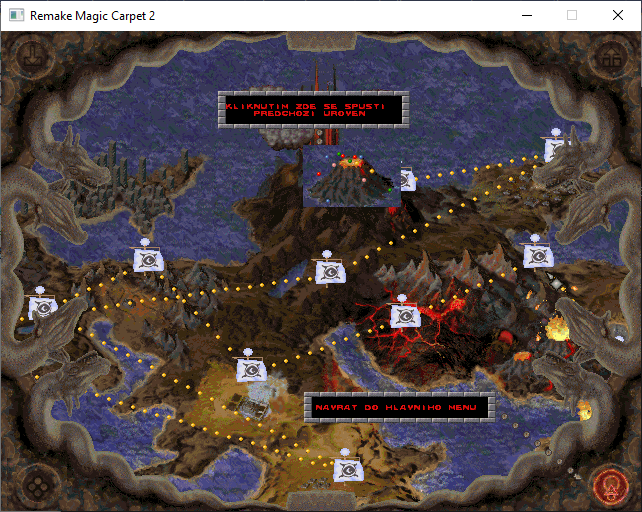 Remake Magic Carpet 2
KLIKNUTIM ZDE SE SPUSTI
PREDCHOZI UROVEN
NAVRAT DO HLAVNIHO MENU